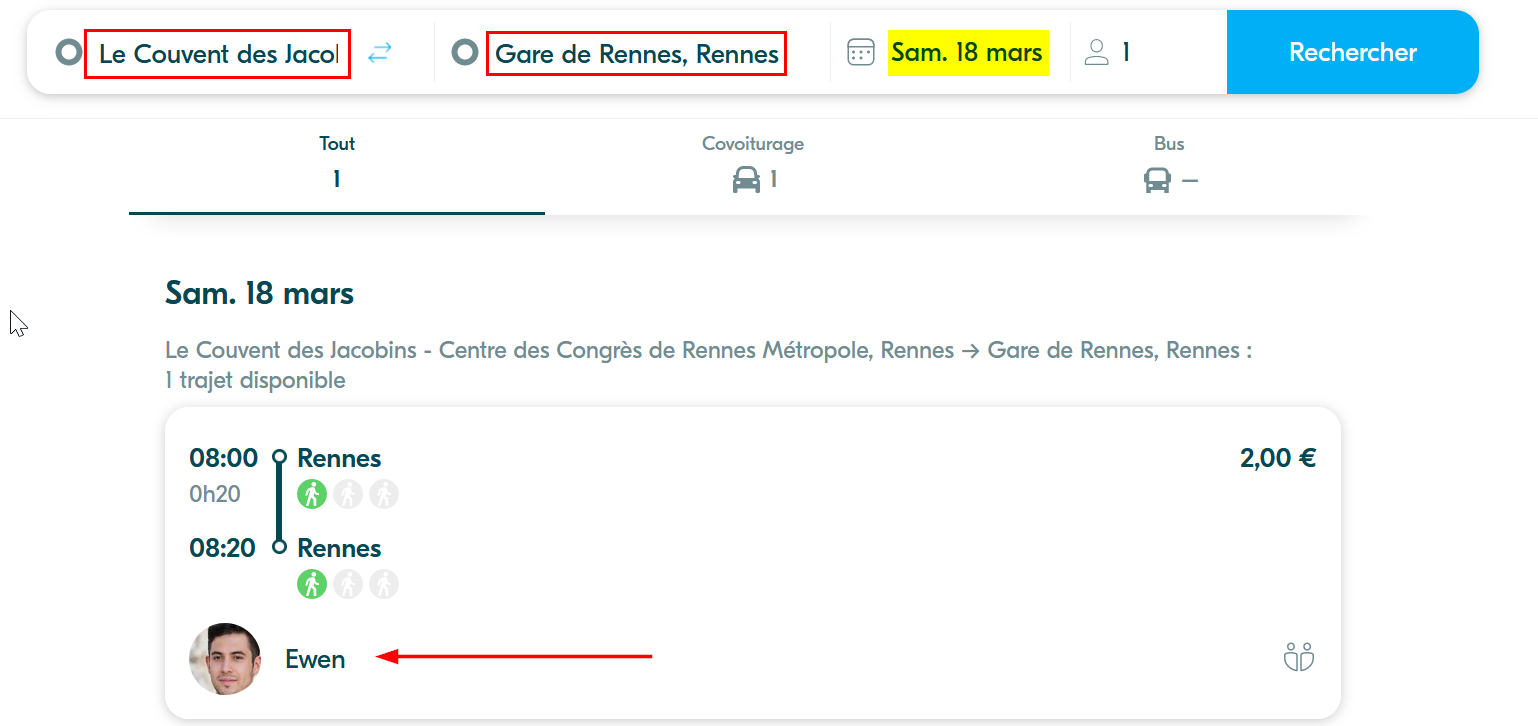 Le Couvent des Jacol
Gare de Rennes, Rennes
Sam. 18 mars
1
Rechercher
Tout
1
Covoiturage
1
Bus
—
Sam. 18 mars
Le Couvent des Jacobins - Centre des Congrès de Rennes Métropole, Rennes → Gare de Rennes, Rennes :
1 trajet disponible
08:00 Rennes 2,00 €
0h20
08:20 Rennes
Ewen